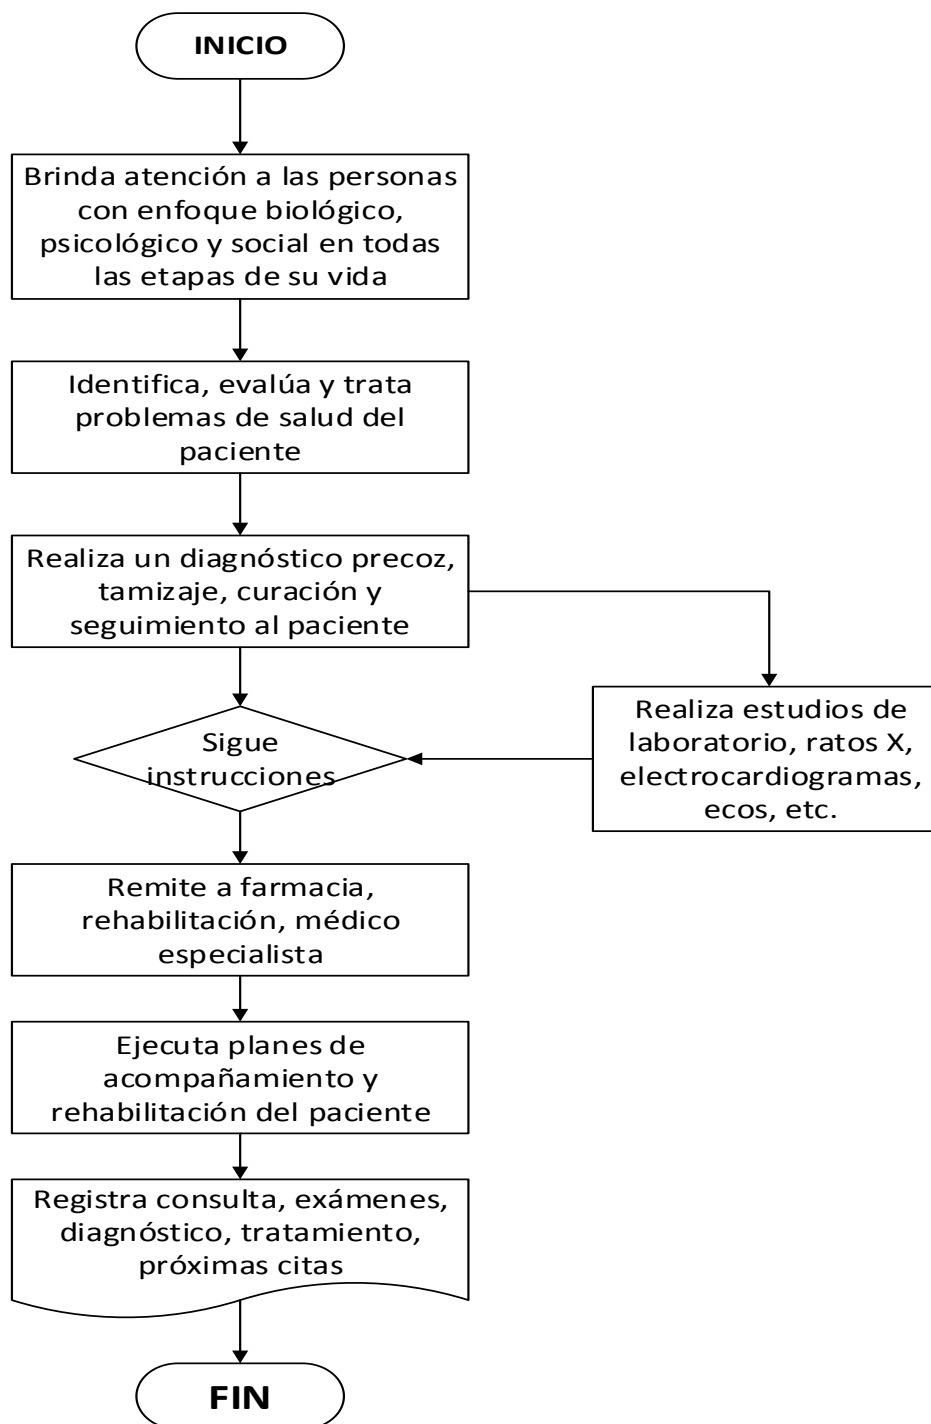 INICIO
Brinda atención a las personas
con enfoque biológico,
psicológico y social en todas
las etapas de su vida
Identifica, evalúa y trata
problemas de salud del
paciente
Realiza un diagnóstico precoz,
tamizaje, curación y
seguimiento al paciente
Realiza estudios de
laboratorio, ratos X,
electrocardiogramas,
ecos, etc.
Sigue
instrucciones
Remite a farmacia,
rehabilitación, médico
especialista
Ejecuta planes de
acompañamiento y
rehabilitación del paciente
Registra consulta, exámenes,
diagnóstico, tratamiento,
próximas citas
FIN